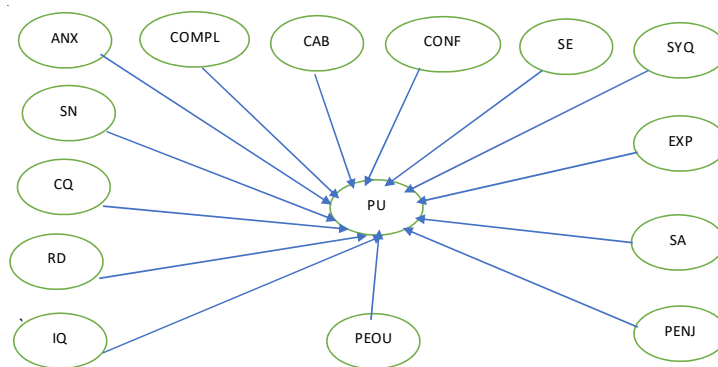 ANX
COMPL
CAB
CONF
SE
SYQ
SN
EXP
CQ
PU
RD
SA
IQ
PEOU
PENJ